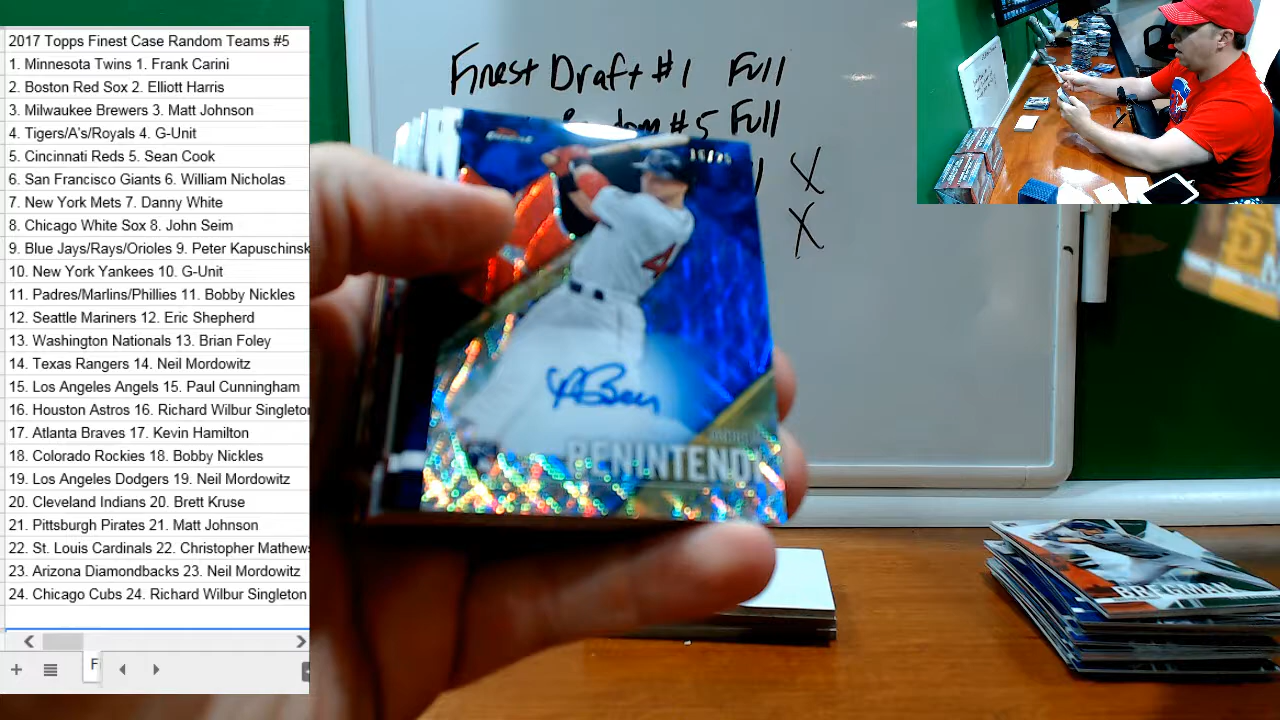 2017 Topps Finest Case Random Teams #5
1. Minnesota Twins 1. Frank Carini
2. Boston Red Sox 2. Elliott Harris
3. Milwaukee Brewers 3. Matt Johnson
4. Tigers/A's/Royals 4. G-Unit
5. Cincinnati Reds 5. Sean Cook
6. San Francisco Giants 6. William Nicholas
7. New York Mets 7. Danny White
8. Chicago White Sox 8. John Seim
9. Blue Jays/Rays/Orioles 9. Peter Kapuschinsk
10. New York Yankees 10. G-Unit
11. Padres/Marlins/Phillies 11. Bobby Nickles
12. Seattle Mariners 12. Eric Shepherd
13. Washington Nationals 13. Brian Foley
14. Texas Rangers 14. Neil Mordowitz
15. Los Angeles Angels 15. Paul Cunningham
16. Houston Astros 16. Richard Wilbur Singleton
17. Atlanta Braves 17. Kevin Hamilton
18. Colorado Rockies 18. Bobby Nickles
19. Los Angeles Dodgers 19. Neil Mordowitz
20. Cleveland Indians 20. Brett Kruse
21. Pittsburgh Pirates 21. Matt Johnson
22. St. Louis Cardinals 22. Christopher Mathews
23. Arizona Diamondbacks 23. Neil Mordowitz
24. Chicago Cubs 24. Richard Wilbur Singleton
F
Finest Draft #1 Full
#5 Full
X
X
BENINTENDI
BREGMAN